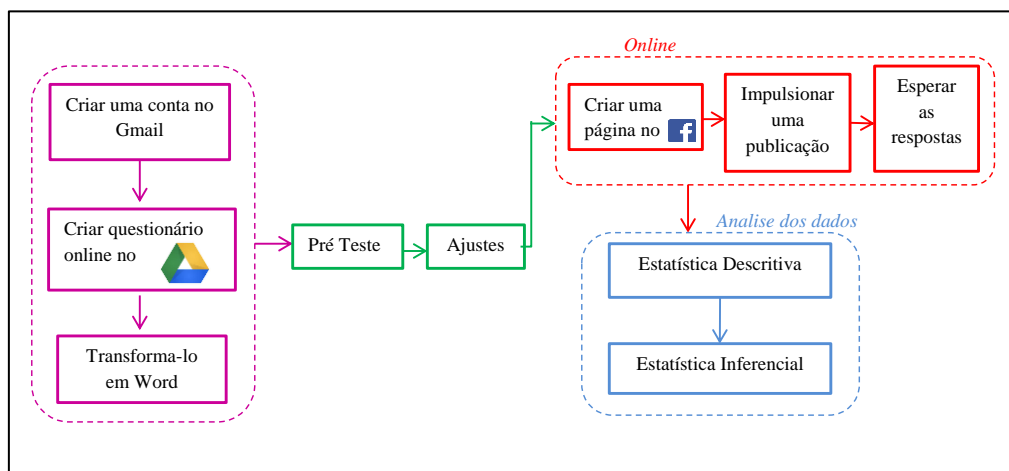 Criar uma conta no
Gmail
Criar questionário
online no
Transforma-lo
em Word
Pré Teste
Ajustes
Online
Criar uma
página no
Impulsionar
uma
publicação
Esperar
as
respostas
Analise dos dados
Estatística Descritiva
Estatística Inferencial